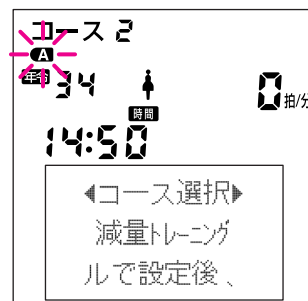 コース 2
A
年令 34 0 拍/分
時間
14:50
◀コース選択▶
減量トレーニング
ルで設定後、